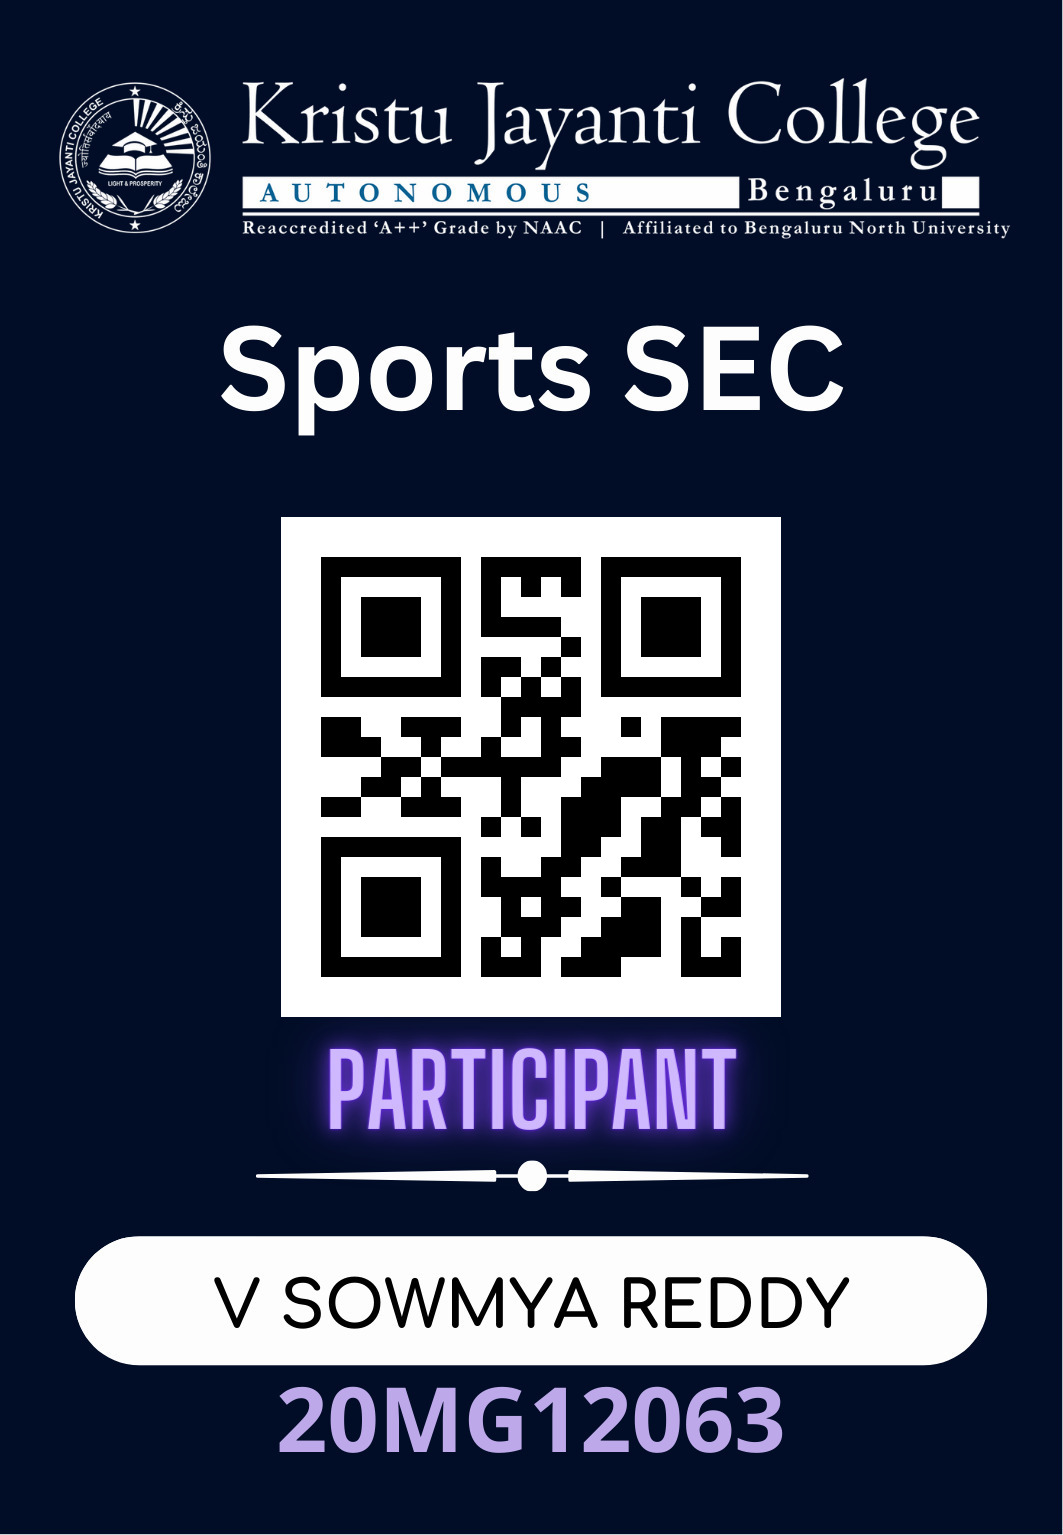 Kristu Jayanti College
AUTONOMOUS Bengaluru
Reaccredited ‘A++’ Grade by NAAC | Affiliated to Bengaluru North University
KRISTU JAYANTI COLLEGE
LIGHT & PROSPERITY
Sports SEC
PARTICIPANT
V SOWMYA REDDY
20MG12063